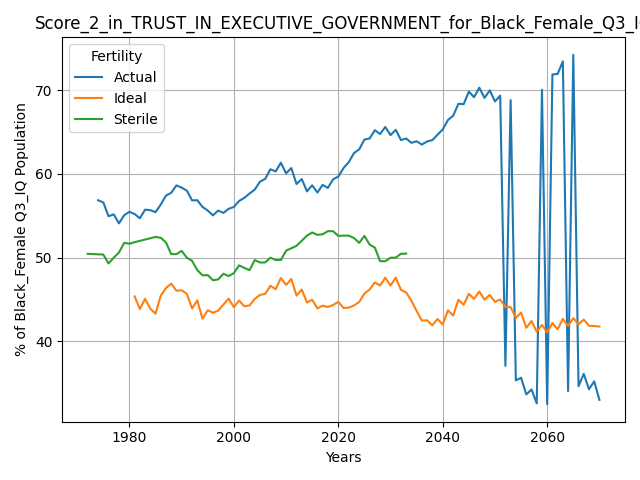 Score_2_in_TRUST_IN_EXECUTIVE_GOVERNMENT_for_Black_Female_Q3_I
Fertility
Actual
Ideal
Sterile
% of Black_Female Q3_IQ Population
70
60
50
40
1980
2000
2020
2040
2060
Years